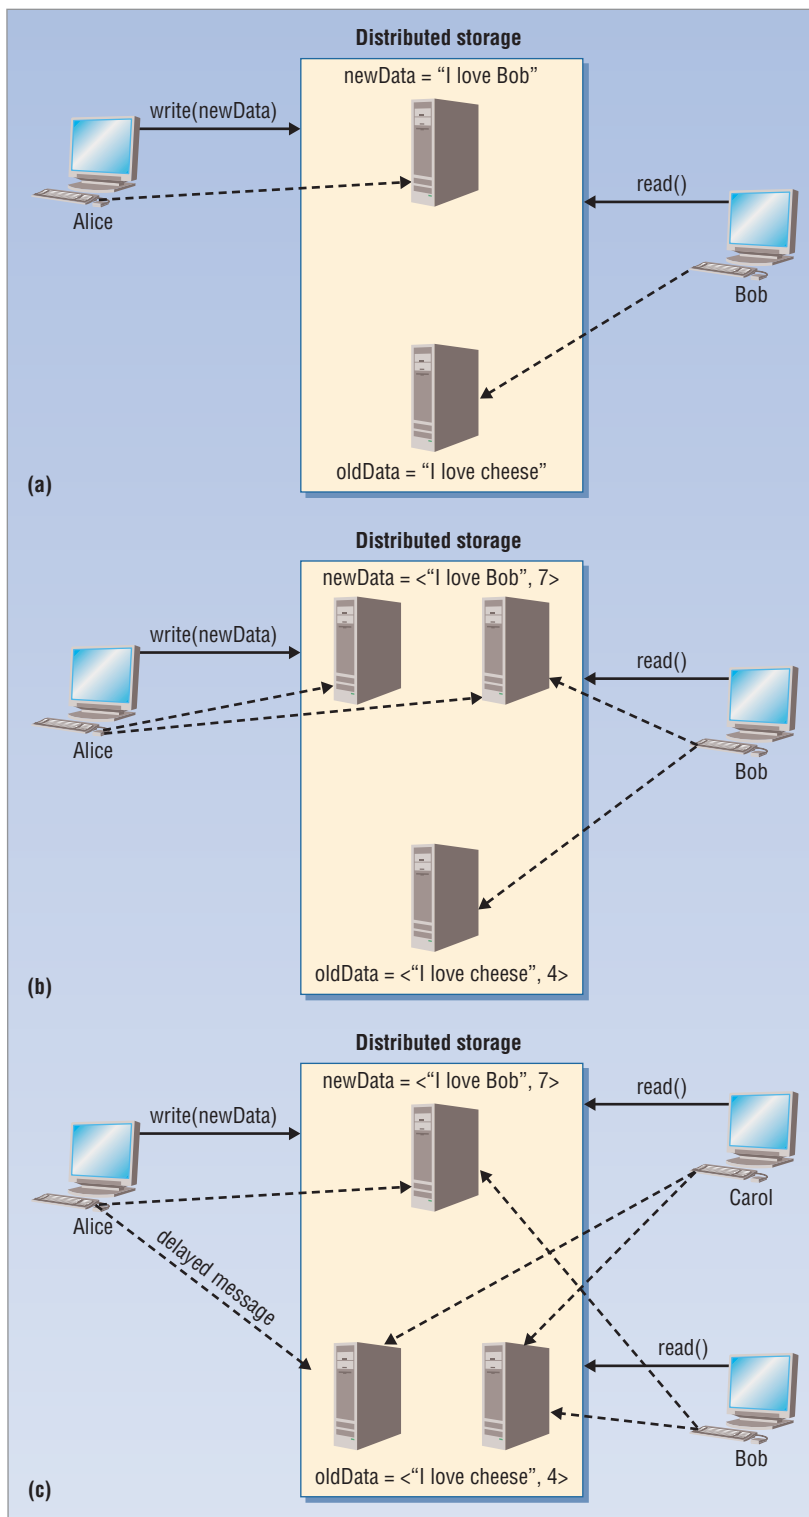 Distributed storage
newData = “I love Bob”
write(newData)
Alice
read()
Bob
oldData = “I love cheese”
(a)
Distributed storage
newData = <“I love Bob”, 7>
write(newData)
Alice
read()
Bob
oldData = <“I love cheese”, 4>
(b)
Distributed storage
newData = <“I love Bob”, 7>
write(newData)
Alice
read()
Carol
delayed message
read()
Bob
oldData = <“I love cheese”, 4>
(c)